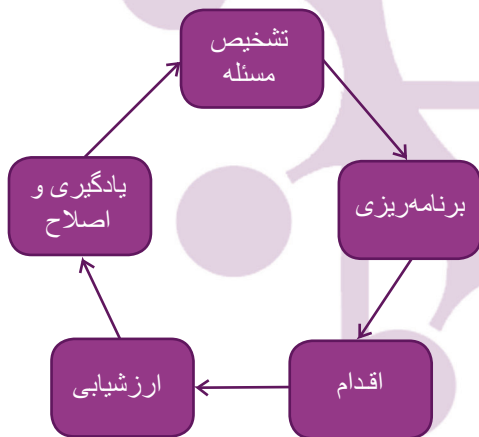 تشخیص
مسئله
برنامه‌ریزی
اقدام
ارزشیابی
یادگیری و
اصلاح